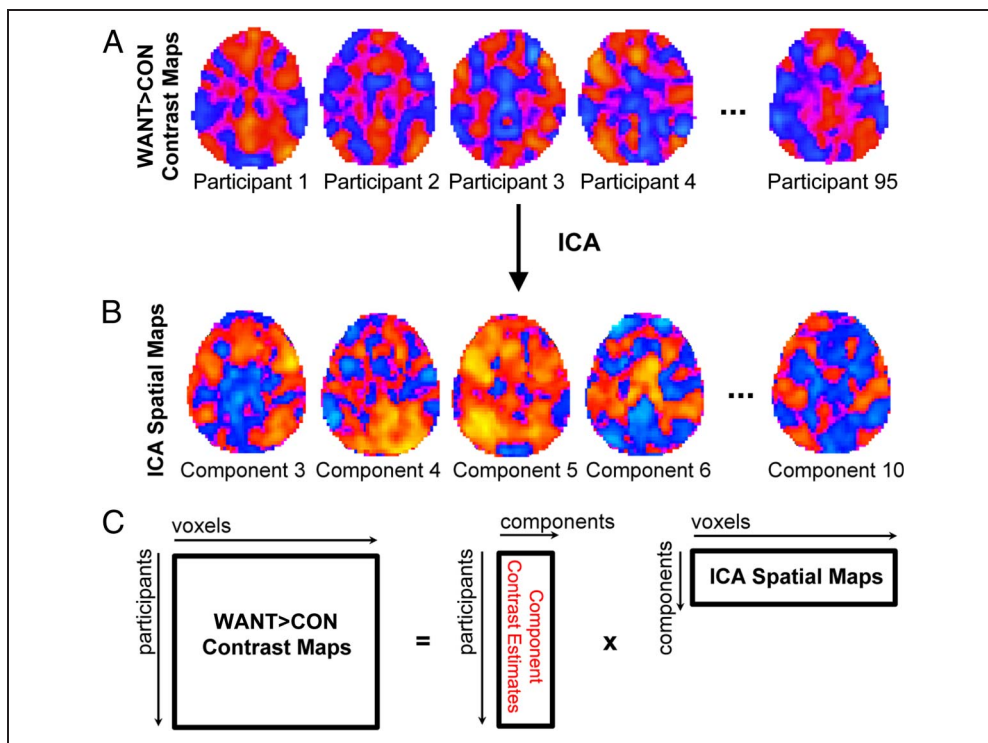 A
WANT>CON
Contrast Maps
...
Participant 1
Participant 2
Participant 3
Participant 4
Participant 95
ICA
B
ICA Spatial Maps
...
Component 3
Component 4
Component 5
Component 6
Component 10
C
voxels
participants
WANT>CON
Contrast Maps
=
components
participants
Component
Contrast Estimates
x
voxels
components
ICA Spatial Maps